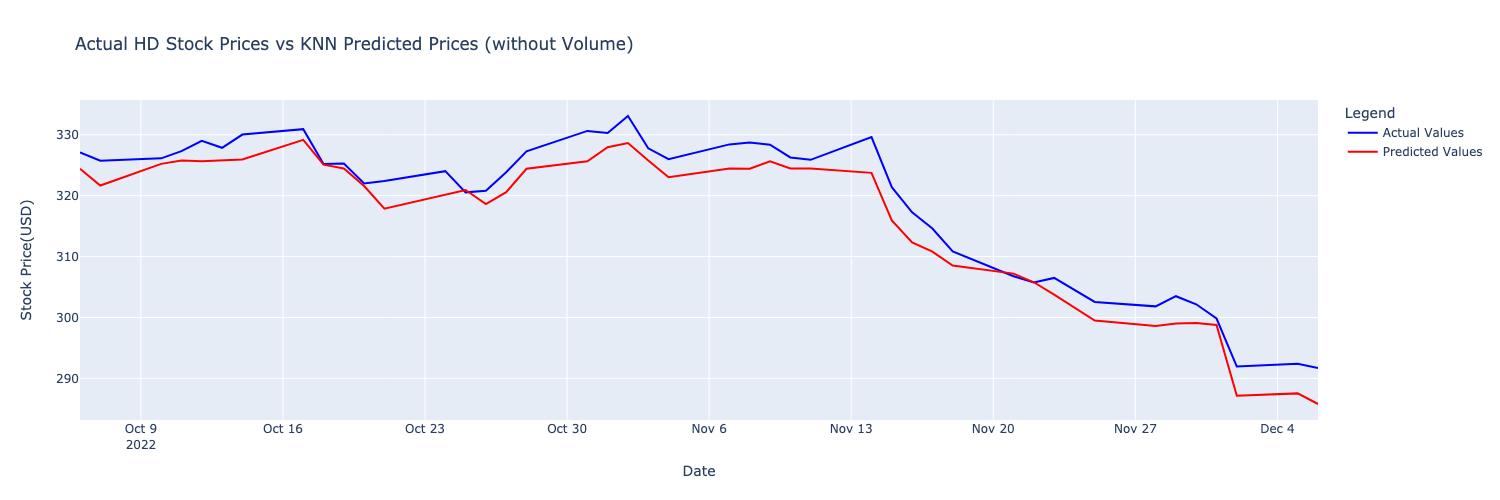 Actual HD Stock Prices vs KNN Predicted Prices (without Volume)
Legend
Actual Values
Predicted Values
Stock Price(USD)
330
320
310
300
290
Oct 9 Oct 16 Oct 23 Oct 30 Nov 6 Nov 13 Nov 20 Nov 27 Dec 4
2022
Date